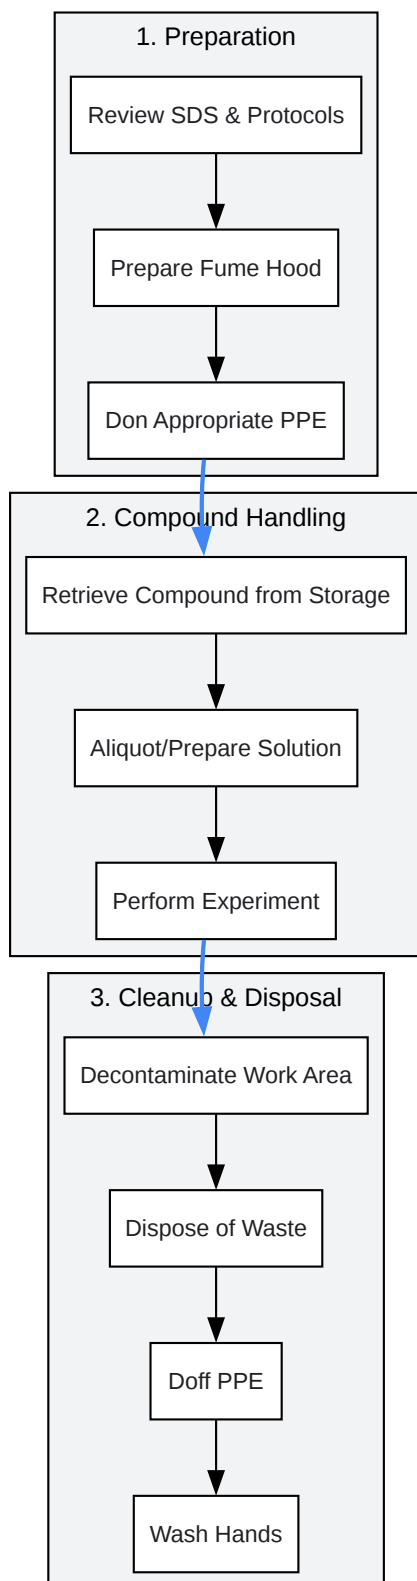 1. Preparation
Review SDS & Protocols
Prepare Fume Hood
Don Appropriate PPE
2. Compound Handling
Retrieve Compound from Storage
Aliquot/Prepare Solution
Perform Experiment
3. Cleanup & Disposal
Decontaminate Work Area
Dispose of Waste
Doff PPE
Wash Hands